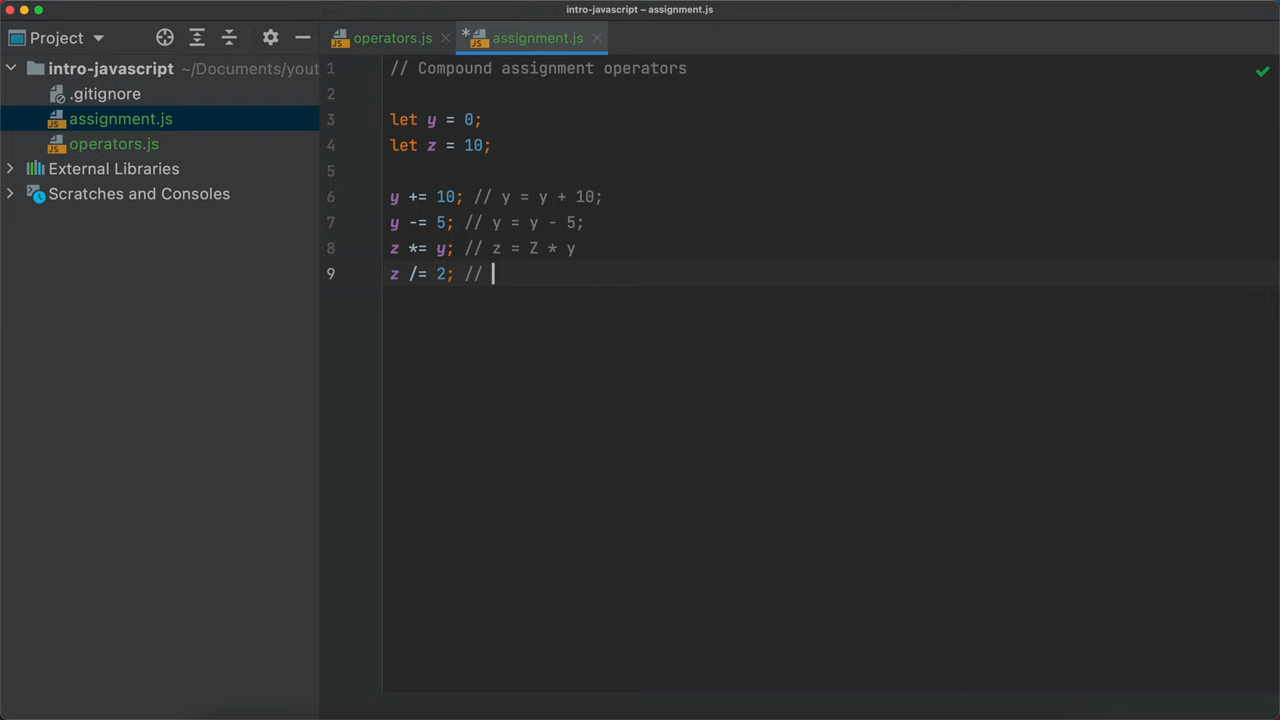 intro-javascript – assignment.js
Project
operators.js
* assignment.js
intro-javascript ~/Documents/yout
.gitignore
assignment.js
operators.js
External Libraries
Scratches and Consoles
1 // Compound assignment operators
2
3 let y = 0;
4 let z = 10;
5
6 y += 10; // y = y + 10;
7 y -= 5; // y = y - 5;
8 z *= y; // z = Z * y
9 z /= 2; //